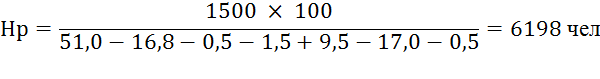 Нр = 1500 × 100 / 51,0 − 16,8 − 0,5 − 1,5 + 9,5 − 17,0 − 0,5 = 6198 чел